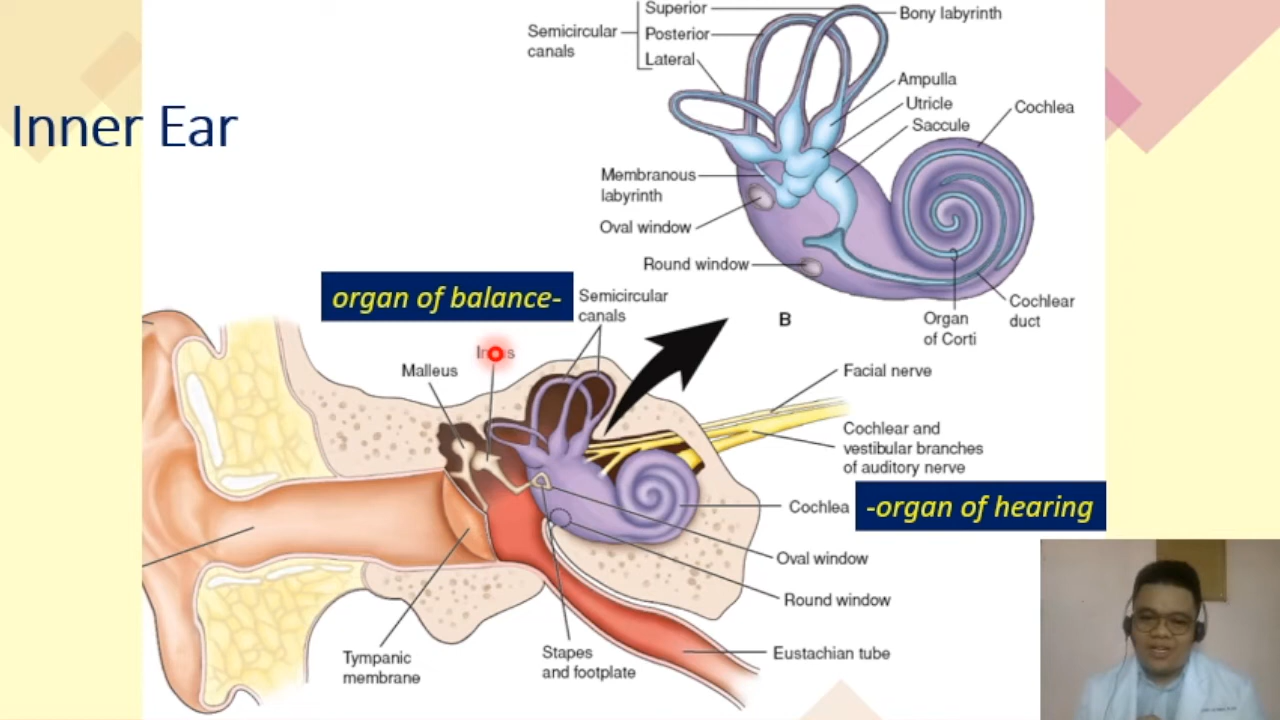 Inner Ear
Semicircular
canals
Superior
Posterior
Lateral
Bony labyrinth
Ampulla
Utricle
Saccule
Cochlea
Membranous
labyrinth
Oval window
Round window
Cochlear
duct
Organ
of Corti
B
organ of balance-
Semicircular
canals
Malleus
Facial nerve
Cochlear and
vestibular branches
of auditory nerve
Cochlea
-organ of hearing
Oval window
Round window
Eustachian tube
Stapes
and footplate
Tympanic
membrane